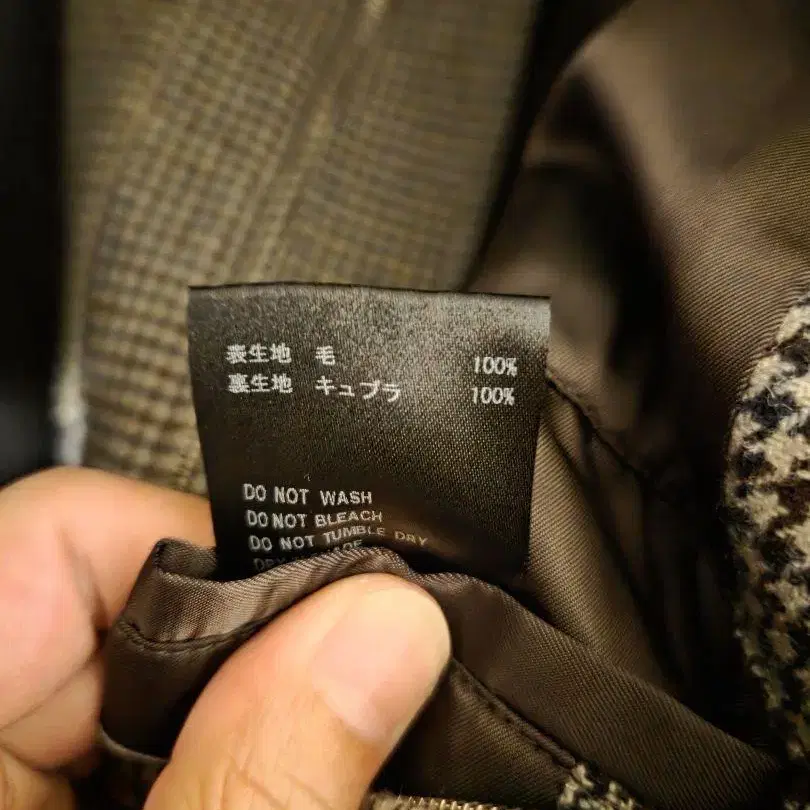 表生地 毛 100%
裏生地 キュプラ 100%
DO NOT WASH
DO NOT BLEACH
DO NOT TUMBLE DRY